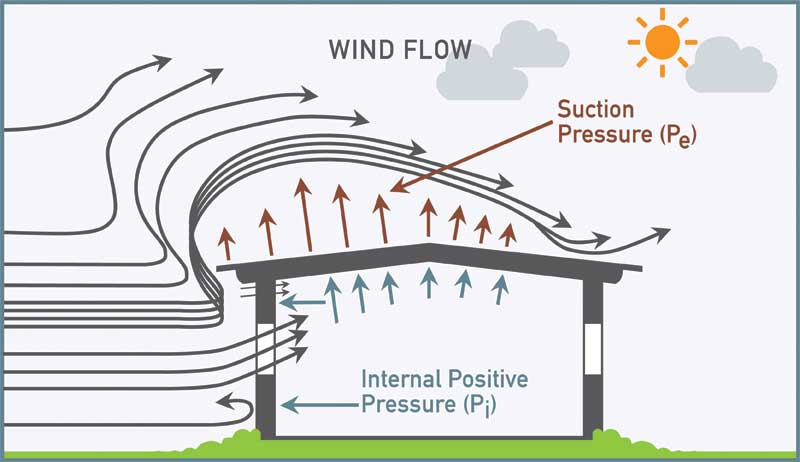 WIND FLOW
Suction
Pressure (Pe)
Internal Positive
Pressure (Pi)